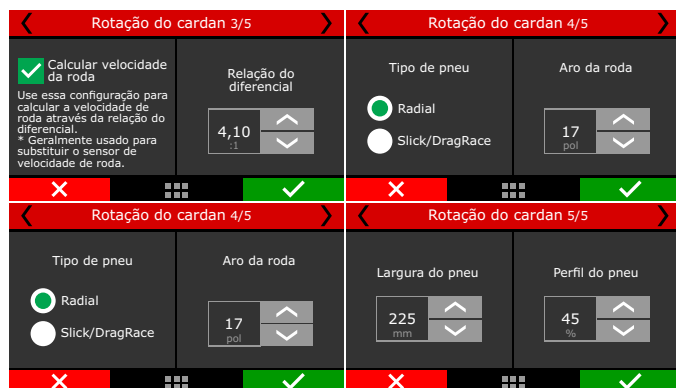 Rotação do cardan 3/5
Calcular velocidade
da roda
Use essa configuração para
calcular a velocidade de
roda através da relação do
diferencial.
* Geralmente usado para
substituir o sensor de
velocidade de roda.
Relação do
diferencial
4,10
:1
Rotação do cardan 4/5
Tipo de pneu
Radial
Slick/DragRace
Aro da roda
17
pol
Rotação do cardan 4/5
Tipo de pneu
Radial
Slick/DragRace
Aro da roda
17
pol
Rotação do cardan 5/5
Largura do pneu
225
mm
Perfil do pneu
45
%